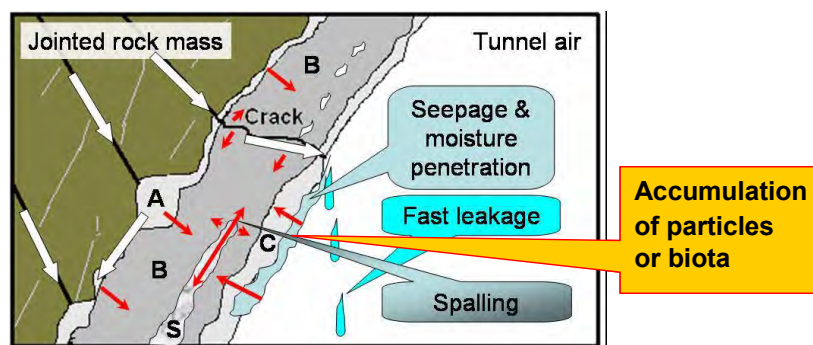 Jointed rock mass
Tunnel air
B
Crack
Seepage &
moisture
penetration
A
Accumulation
of particles
or biota
Fast leakage
C
B
Spalling
S